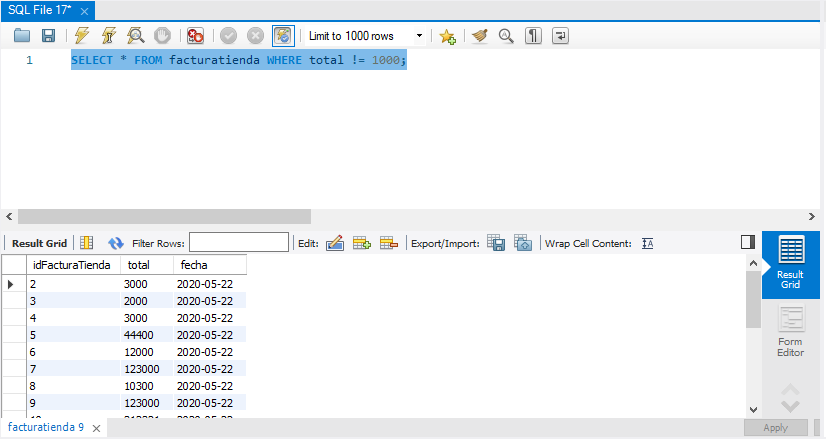 SQL File 17*
Limit to 1000 rows
1 SELECT * FROM facturatienda WHERE total != 1000;
Result Grid Filter Rows: Edit: Export/Import: Wrap Cell Content:
idFacturaTienda total fecha
2 3000 2020-05-22
3 2000 2020-05-22
4 3000 2020-05-22
5 44400 2020-05-22
6 12000 2020-05-22
7 123000 2020-05-22
8 10300 2020-05-22
9 123000 2020-05-22
Result
Grid
Form
Editor
facturatienda 9
Apply